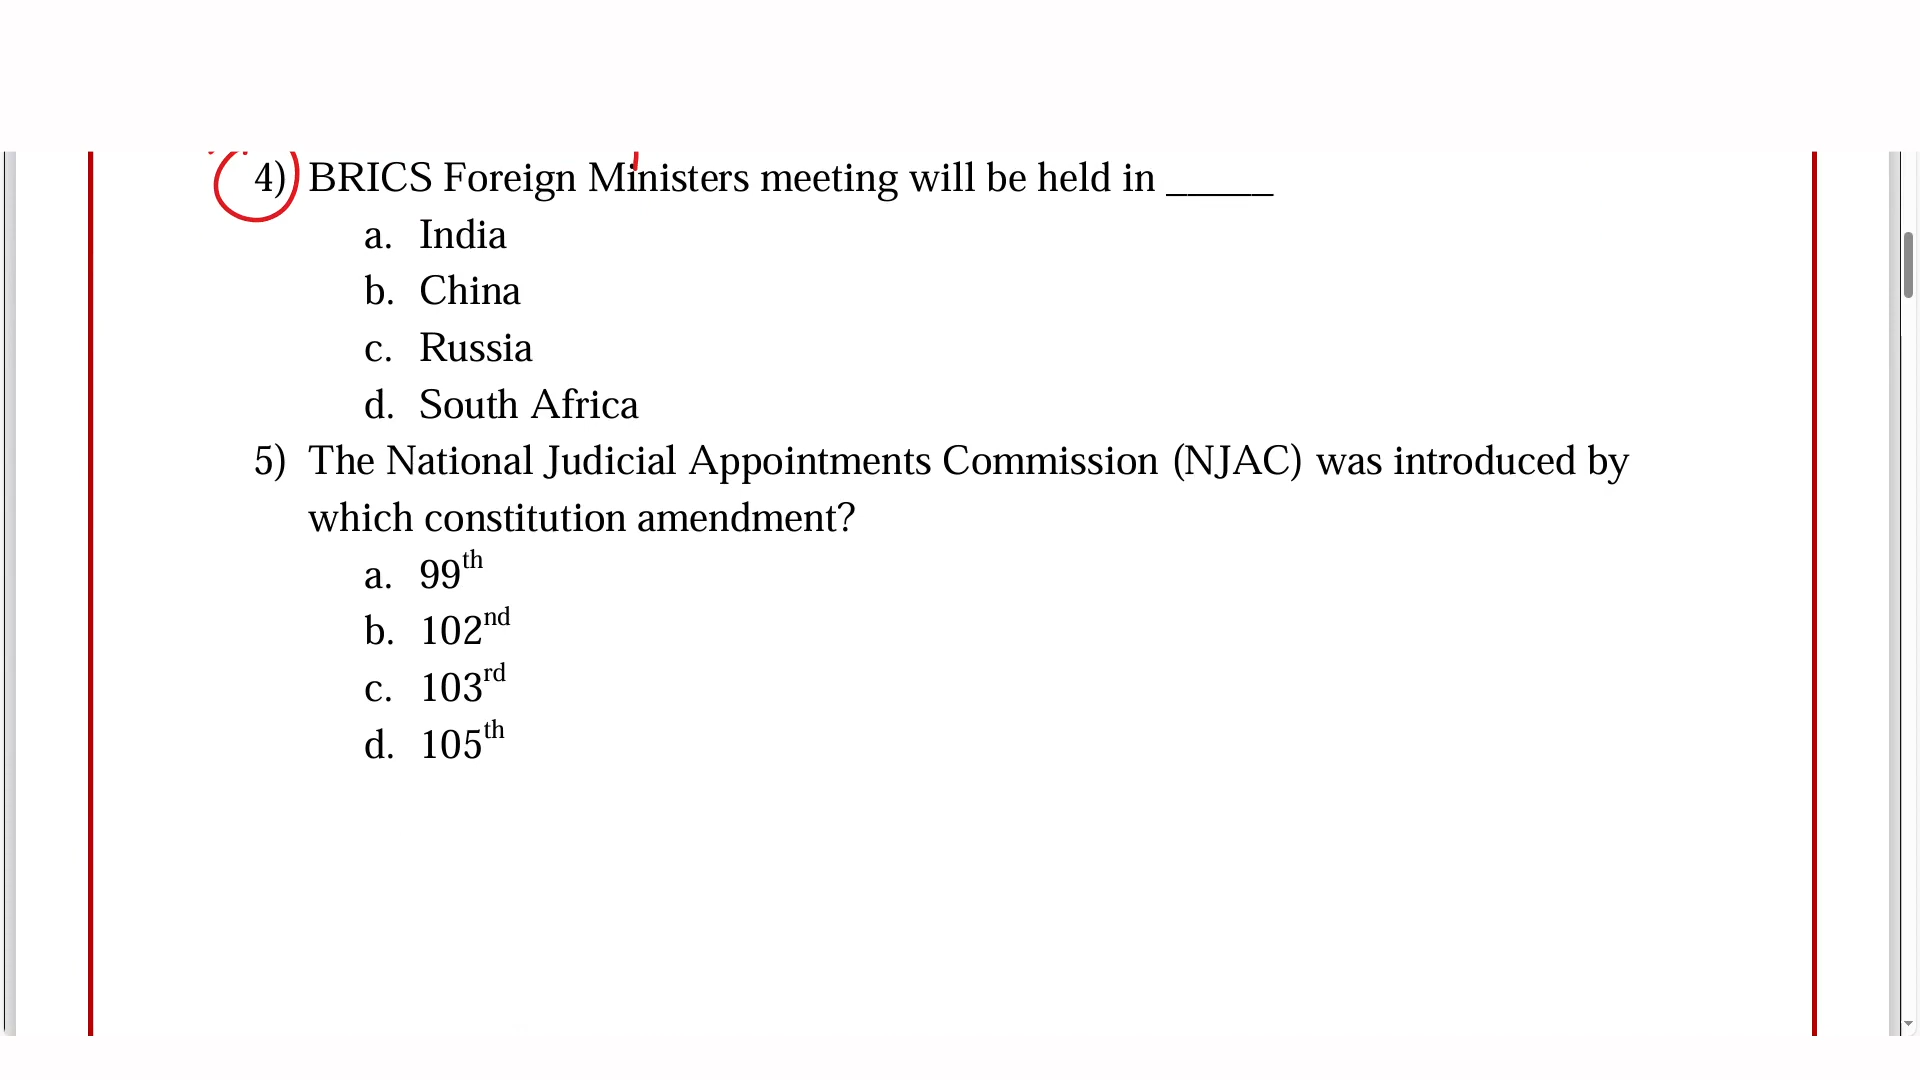 4) BRICS Foreign Ministers meeting will be held in _____
a. India
b. China
c. Russia
d. South Africa
5) The National Judicial Appointments Commission (NJAC) was introduced by
which constitution amendment?
a. 99th
b. 102nd
c. 103rd
d. 105th